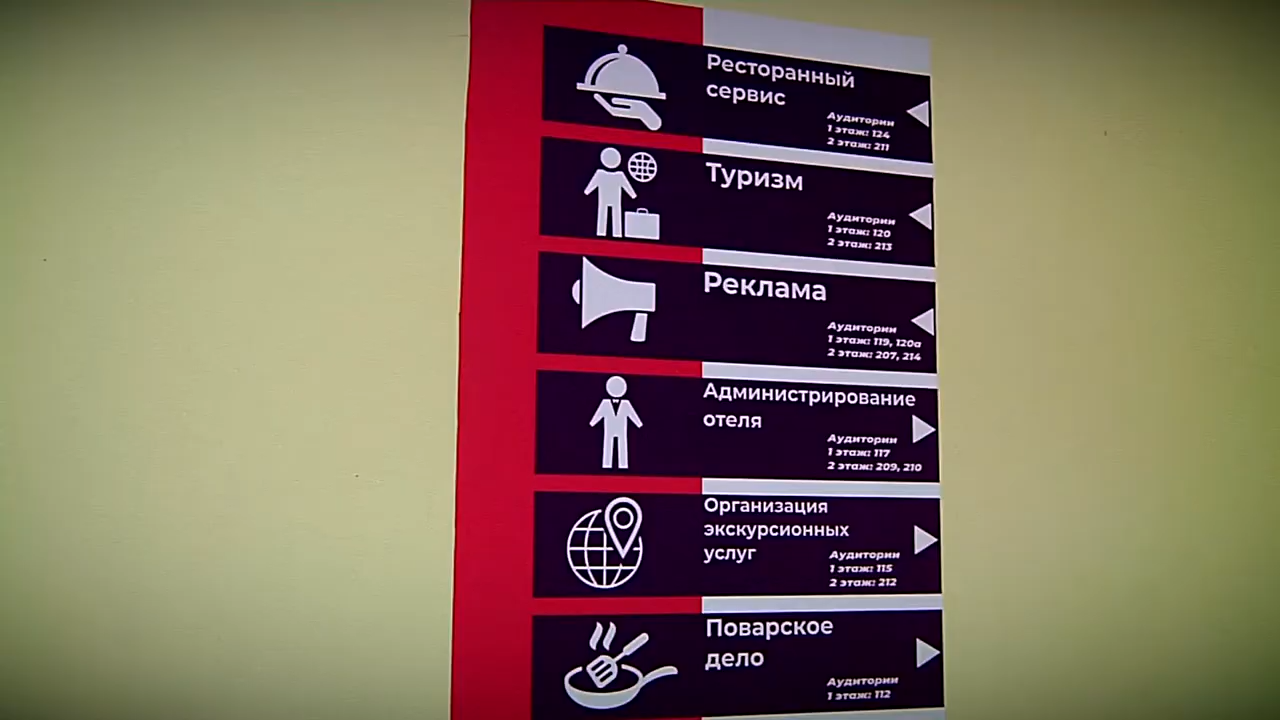 Ресторанный
сервис
Аудитории
1 этаж: 124
2 этаж: 211
Туризм
Аудитории
1 этаж: 120
2 этаж: 213
Реклама
Аудитории
1 этаж: 119, 120а
2 этаж: 207, 214
Администрирование
отеля
Аудитории
1 этаж: 117
2 этаж: 209, 210
Организация
экскурсионных
услуг
Аудитории
1 этаж: 115
2 этаж: 212
Поварское
дело
Аудитории
1 этаж: 112